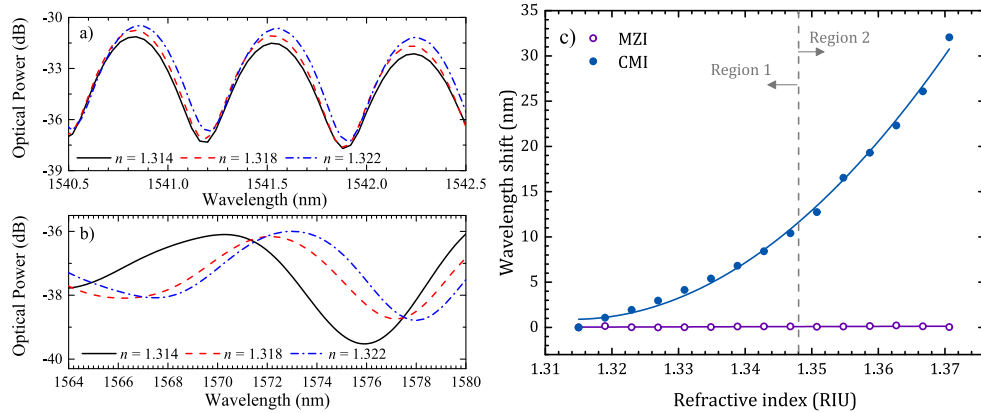 a)
Optical Power (dB)
-30
-33
-36
-39
n = 1.314 n = 1.318 n = 1.322
1540.5 1541.0 1541.5 1542.0 1542.5
Wavelength (nm)
b)
Optical Power (dB)
-36
-38
-40
n = 1.314 n = 1.318 n = 1.322
1564 1566 1568 1570 1572 1574 1576 1578 1580
Wavelength (nm)
c)
MZI
CMI
Region 2
Region 1
Wavelength shift (nm)
35
30
25
20
15
10
5
0
1.31 1.32 1.33 1.34 1.35 1.36 1.37
Refractive index (RIU)